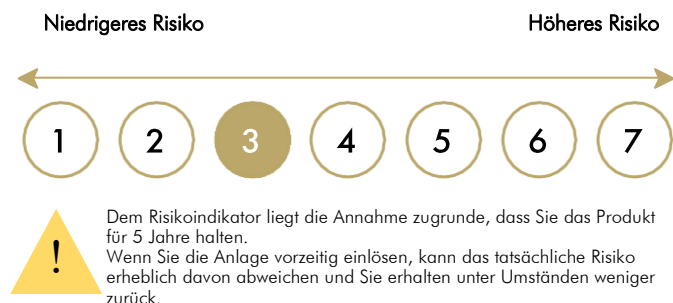 Niedrigeres Risiko Höheres Risiko
1 2 3 4 5 6 7
! Dem Risikoindikator liegt die Annahme zugrunde, dass Sie das Produkt
für 5 Jahre halten.
Wenn Sie die Anlage vorzeitig einlösen, kann das tatsächliche Risiko
erheblich davon abweichen und Sie erhalten unter Umständen weniger
zurück.